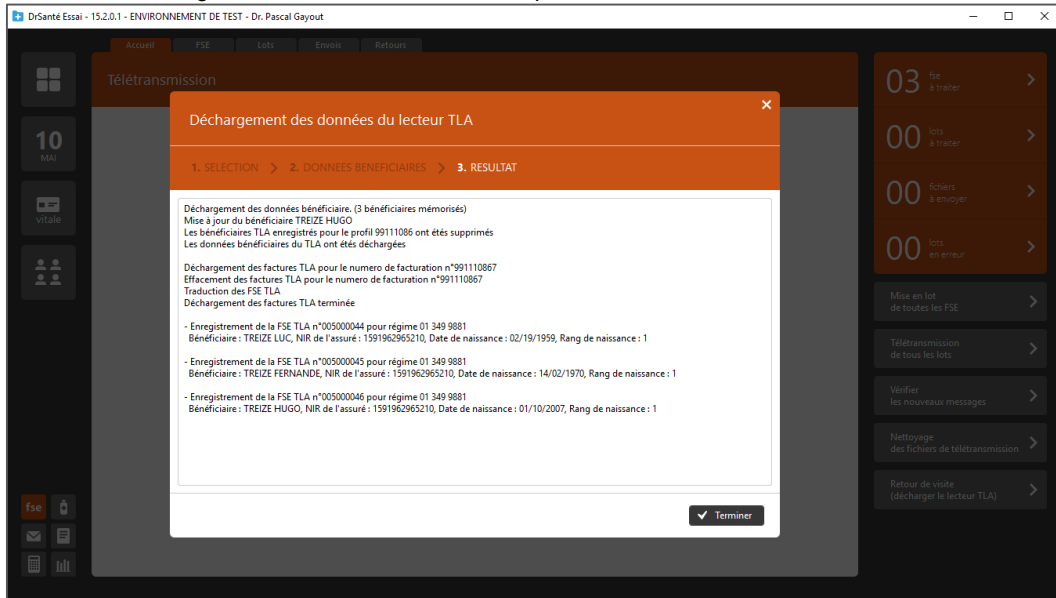 DrSanté Essai - 15.2.0.1 - ENVIRONNEMENT DE TEST - Dr. Pascal Gayout
Accueil FSE Lots Envois Retours
Télétransmission
10
MAI
vitale
fse
Déchargement des données du lecteur TLA
1. SELECTION > 2. DONNEES BENEFICIAIRES > 3. RESULTAT
Déchargement des données bénéficiaire. (3 bénéficiaires mémorisés)
Mise à jour du bénéficiaire TREIZE HUGO
Les bénéficiaires TLA enregistrés pour le profil 99111086 ont étés supprimés
Les données bénéficiaires du TLA ont étés déchargées
Déchargement des factures TLA pour le numero de facturation n°991110867
Effacement des factures TLA pour le numero de facturation n°991110867
Traduction des FSE TLA
Déchargement des factures TLA terminée
- Enregistrement de la FSE TLA n°005000044 pour régime 01 349 9881
Bénéficiaire : TREIZE LUC, NIR de l'assuré : 1591962965210, Date de naissance : 02/19/1959, Rang de naissance : 1
- Enregistrement de la FSE TLA n°005000045 pour régime 01 349 9881
Bénéficiaire : TREIZE FERNANDE, NIR de l'assuré : 1591962965210, Date de naissance : 14/02/1970, Rang de naissance : 1
- Enregistrement de la FSE TLA n°005000046 pour régime 01 349 9881
Bénéficiaire : TREIZE HUGO, NIR de l'assuré : 1591962965210, Date de naissance : 01/10/2007, Rang de naissance : 1
Terminer
03 fse
à traiter
00 lots
à traiter
00 fichiers
à envoyer
00 lots
en erreur
Mise en lot
de toutes les FSE
Télétransmission
de tous les lots
Vérifier
les nouveaux messages
Nettoyage
des fichiers de télétransmission
Retour de visite
(décharger le lecteur TLA)